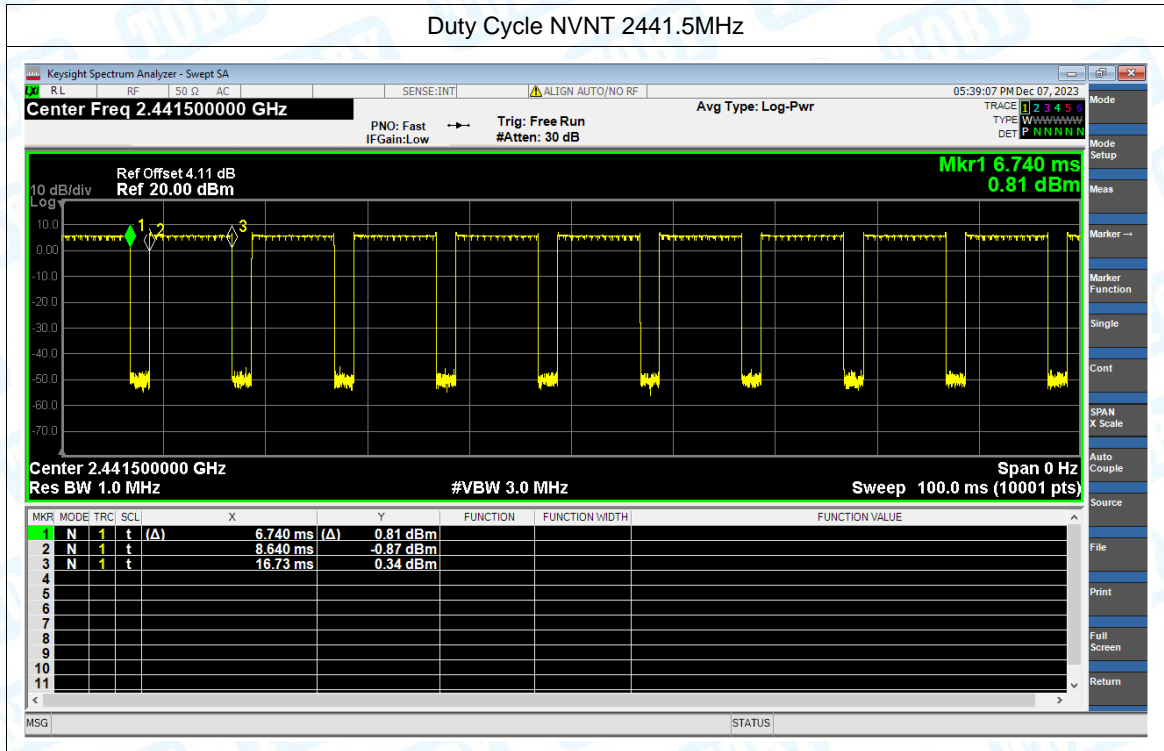 Duty Cycle NVNT 2441.5MHz
Keysight Spectrum Analyzer - Swept SA
LXI RL RF 50 Ω AC SENSE:INT ALIGN AUTO/NO RF 05:39:07 PM Dec 07, 2023
Center Freq 2.441500000 GHz
Avg Type: Log-Pwr
TRACE 1 2 3 4 5 6
TYPE WWWWWWW
DET P N N N N N
PNO: Fast
IFGain:Low
Trig: Free Run
#Atten: 30 dB
Mkr1 6.740 ms
0.81 dBm
Ref Offset 4.11 dB
10 dB/div Ref 20.00 dBm
Log
10.0
0.00
-10.0
-20.0
-30.0
-40.0
-50.0
-60.0
-70.0
1 2 3
Center 2.441500000 GHz Span 0 Hz
Res BW 1.0 MHz #VBW 3.0 MHz Sweep 100.0 ms (10001 pts)
MKR MODE TRC SCL X Y FUNCTION FUNCTION WIDTH FUNCTION VALUE
1 N 1 t (Δ) 6.740 ms (Δ) 0.81 dBm
2 N 1 t 8.640 ms -0.87 dBm
3 N 1 t 16.73 ms 0.34 dBm
4
5
6
7
8
9
10
11
MSG STATUS
Mode
Mode
Setup
Meas
Marker →
Marker
Function
Single
Cont
SPAN
X Scale
Auto
Couple
Source
File
Print
Full
Screen
Return
TOBY